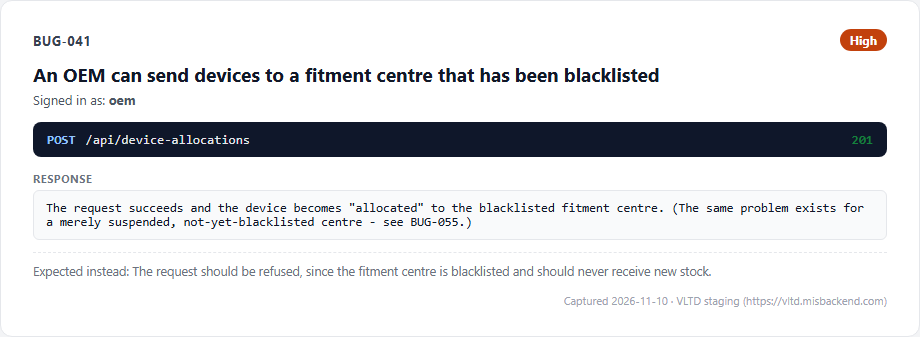 BUG-041
High
An OEM can send devices to a fitment centre that has been blacklisted
Signed in as: oem
POST /api/device-allocations 201
RESPONSE
The request succeeds and the device becomes "allocated" to the blacklisted fitment centre. (The same problem exists for
a merely suspended, not-yet-blacklisted centre - see BUG-055.)
Expected instead: The request should be refused, since the fitment centre is blacklisted and should never receive new stock.
Captured 2026-11-10 · VLTD staging (https://vltd.misbackend.com)